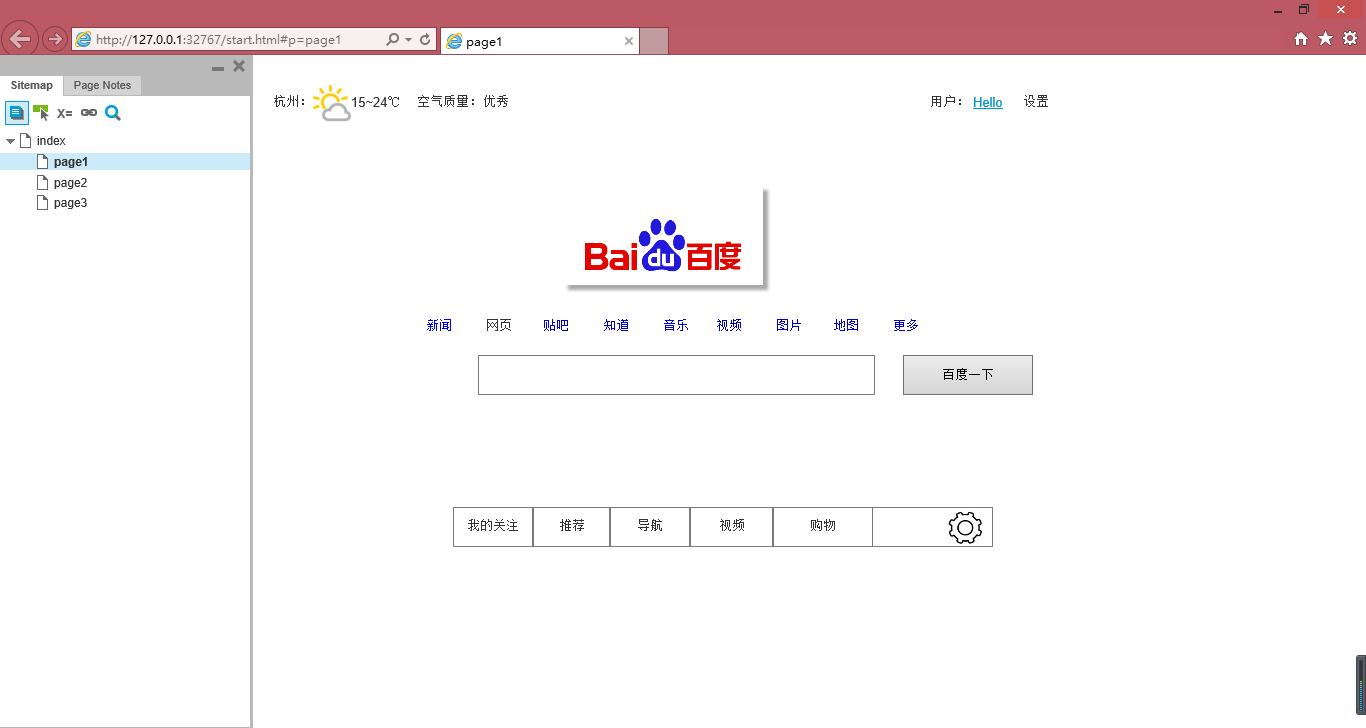 http://127.0.0.1:32767/start.html#p=page1
page1
Sitemap
Page Notes
X=
index
page1
page2
page3
杭州： 15~24℃ 空气质量：优秀
用户： Hello 设置
Bai du 百度
新闻 网页 贴吧 知道 音乐 视频 图片 地图 更多
百度一下
我的关注 推荐 导航 视频 购物